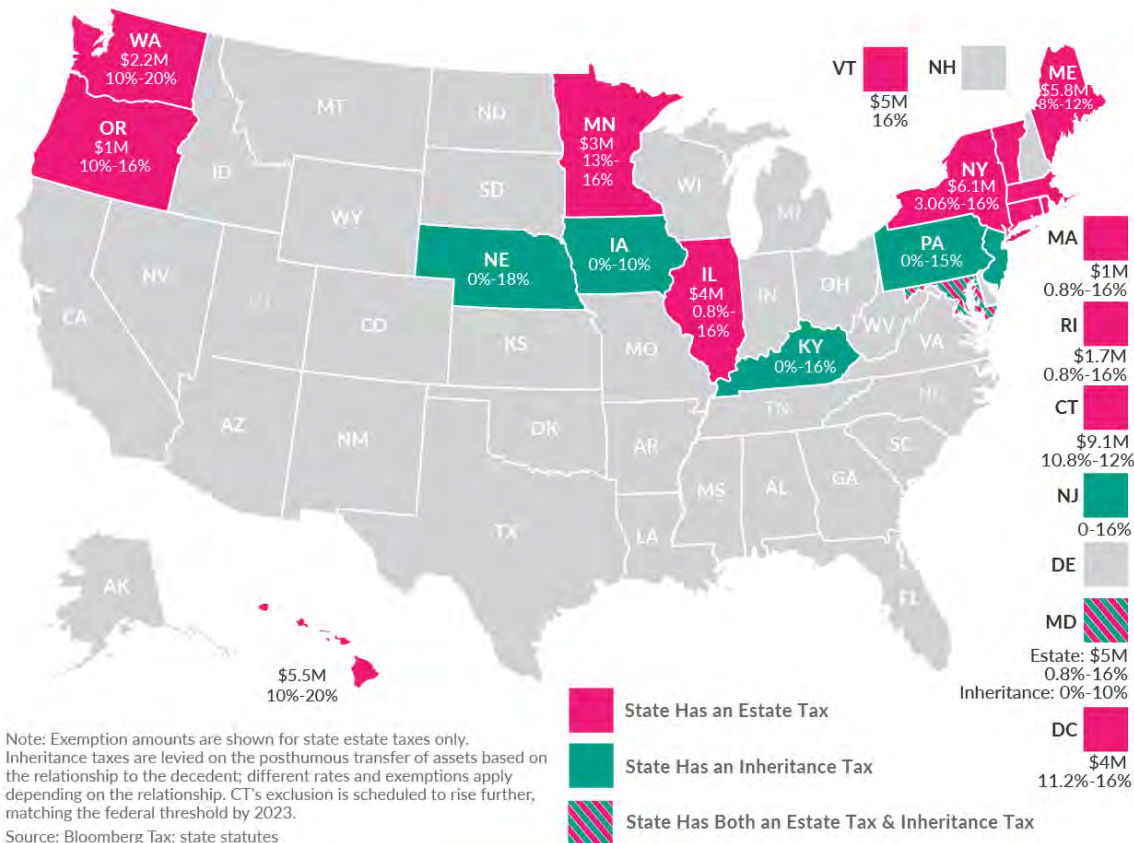 WA
$2.2M
10%-20%
OR
$1M
10%-16%
MT
ID
ND
SD
WY
MN
$3M
13%-
16%
WI
MI
VT
$5M
16%
NH
ME
$5.8M
8%-12%
NY
$6.1M
3.06%-16%
NE
0%-18%
IA
0%-10%
IL
$4M
0.8%-
16%
IN
OH
PA
0%-15%
MA
$1M
0.8%-16%
RI
$1.7M
0.8%-16%
CT
$9.1M
10.8%-12%
NJ
0-16%
DE
MD
Estate: $5M
0.8%-16%
Inheritance: 0%-10%
DC
$4M
11.2%-16%
CA
NV
UT
CO
KS
MO
KY
0%-16%
WV
VA
TN
NC
SC
AZ
NM
OK
AR
MS
AL
GA
TX
LA
FL
AK
$5.5M
10%-20%
State Has an Estate Tax
State Has an Inheritance Tax
State Has Both an Estate Tax & Inheritance Tax
Note: Exemption amounts are shown for state estate taxes only.
Inheritance taxes are levied on the posthumous transfer of assets based on
the relationship to the decedent; different rates and exemptions apply
depending on the relationship. CT's exclusion is scheduled to rise further,
matching the federal threshold by 2023.
Source: Bloomberg Tax; state statutes